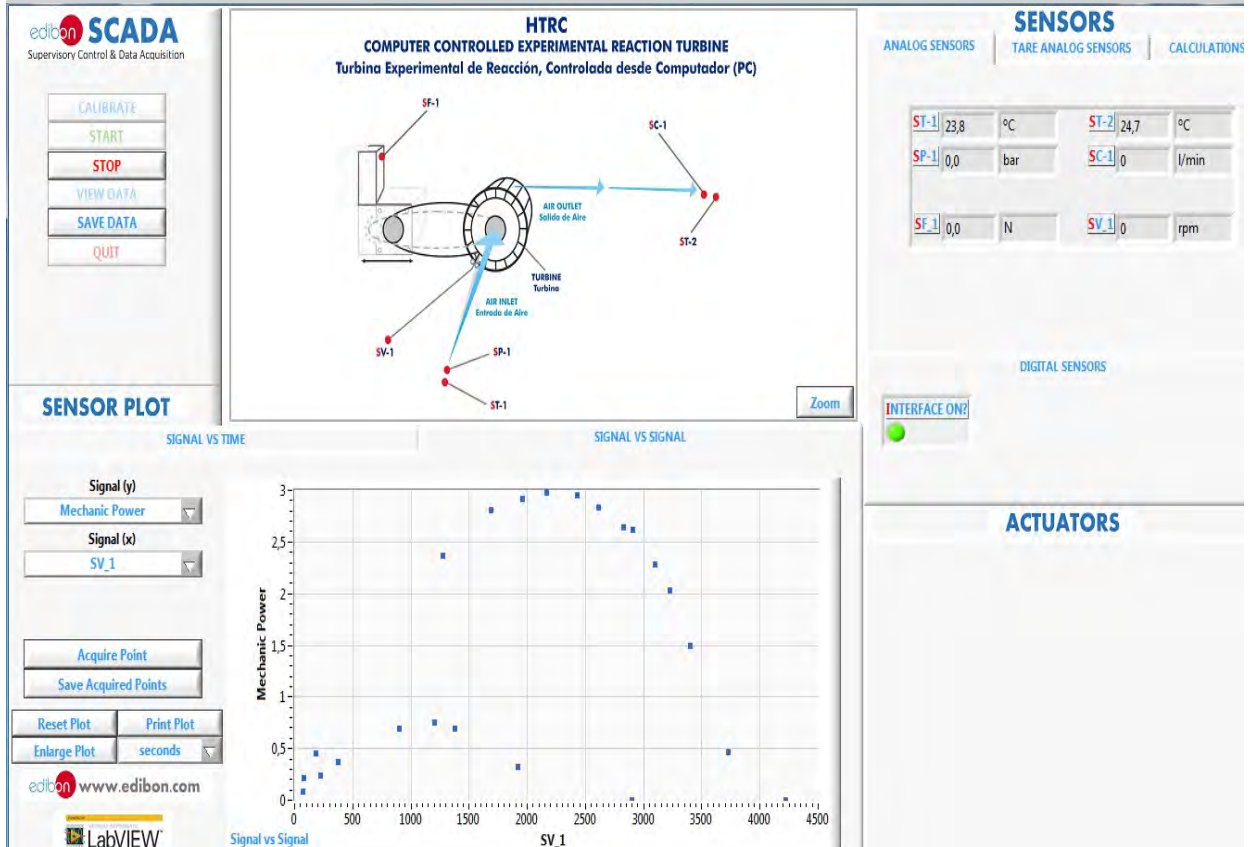 edibon SCADA
Supervisory Control & Data Acquisition
CALIBRATE
START
STOP
VIEW DATA
SAVE DATA
QUIT
HTRC
COMPUTER CONTROLLED EXPERIMENTAL REACTION TURBINE
Turbina Experimental de Reacción, Controlada desde Computador (PC)
SF-1
SC-1
AIR OUTLET
Salida de Aire
ST-2
TURBINE
Turbina
AIR INLET
Entrada de Aire
SV-1
SP-1
ST-1
Zoom
SENSORS
ANALOG SENSORS TARE ANALOG SENSORS CALCULATIONS
ST-1 23,8 ºC ST-2 24,7 ºC
SP-1 0,0 bar SC-1 0 l/min
SF_1 0,0 N SV_1 0 rpm
DIGITAL SENSORS
INTERFACE ON?
ACTUATORS
SENSOR PLOT
SIGNAL VS TIME SIGNAL VS SIGNAL
Signal (y)
Mechanic Power
Signal (x)
SV_1
Acquire Point
Save Acquired Points
Reset Plot Print Plot
Enlarge Plot seconds
edibon www.edibon.com
LabVIEW
Mechanic Power
3
2,5
2
1,5
1
0,5
0
0 500 1000 1500 2000 2500 3000 3500 4000 4500
Signal vs Signal SV_1